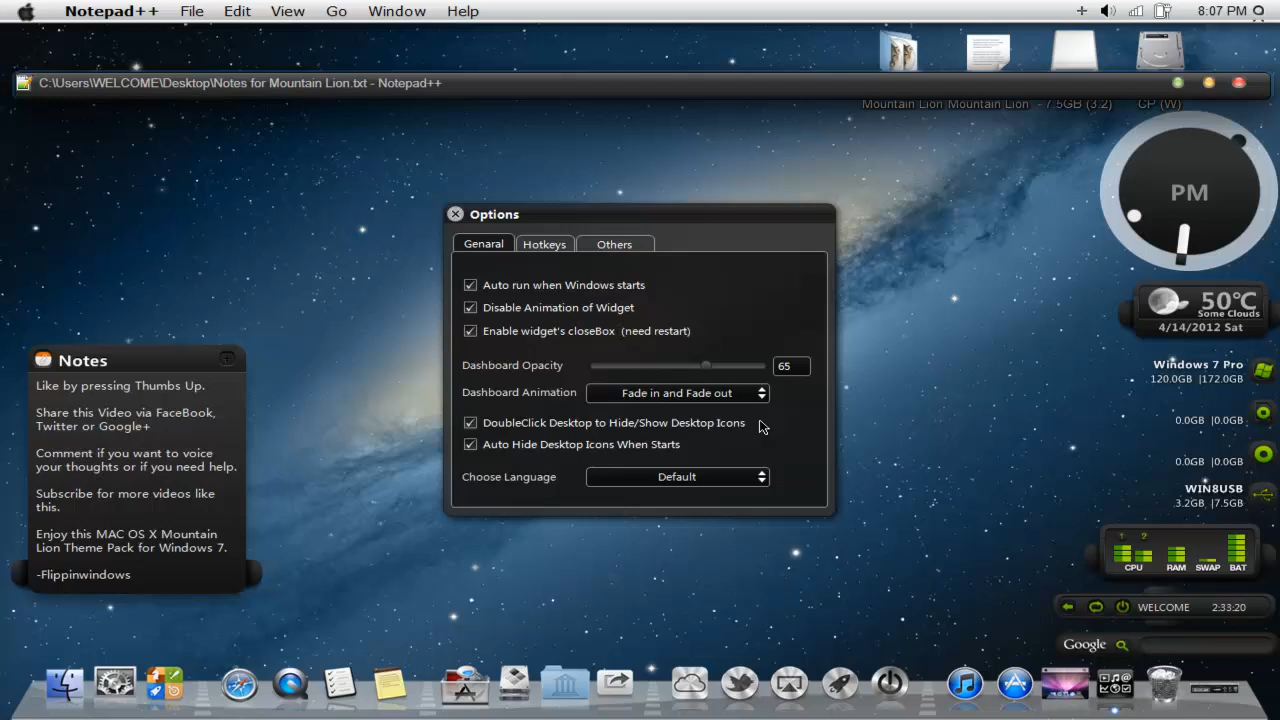 Notepad++ File Edit View Go Window Help 8:07 PM
C:\Users\WELCOME\Desktop\Notes for Mountain Lion.txt - Notepad++
Mountain Lion Mountain Lion - 7.5GB (3.2) CP (W)
PM
Options
Genaral Hotkeys Others
Auto run when Windows starts
Disable Animation of Widget
Enable widget's closeBox (need restart)
Dashboard Opacity 65
Dashboard Animation Fade in and Fade out
DoubleClick Desktop to Hide/Show Desktop Icons
Auto Hide Desktop Icons When Starts
Choose Language Default
Notes
Like by pressing Thumbs Up.
Share this Video via FaceBook,
Twitter or Google+
Comment if you want to voice
your thoughts or if you need help.
Subscribe for more videos like
this.
Enjoy this MAC OS X Mountain
Lion Theme Pack for Windows 7.
-Flippinwindows
50°C
Some Clouds
4/14/2012 Sat
Windows 7 Pro
120.0GB |172.0GB
0.0GB |0.0GB
0.0GB |0.0GB
WIN8USB
3.2GB |7.5GB
1 2
CPU RAM SWAP BAT
WELCOME 2:33:20
Google